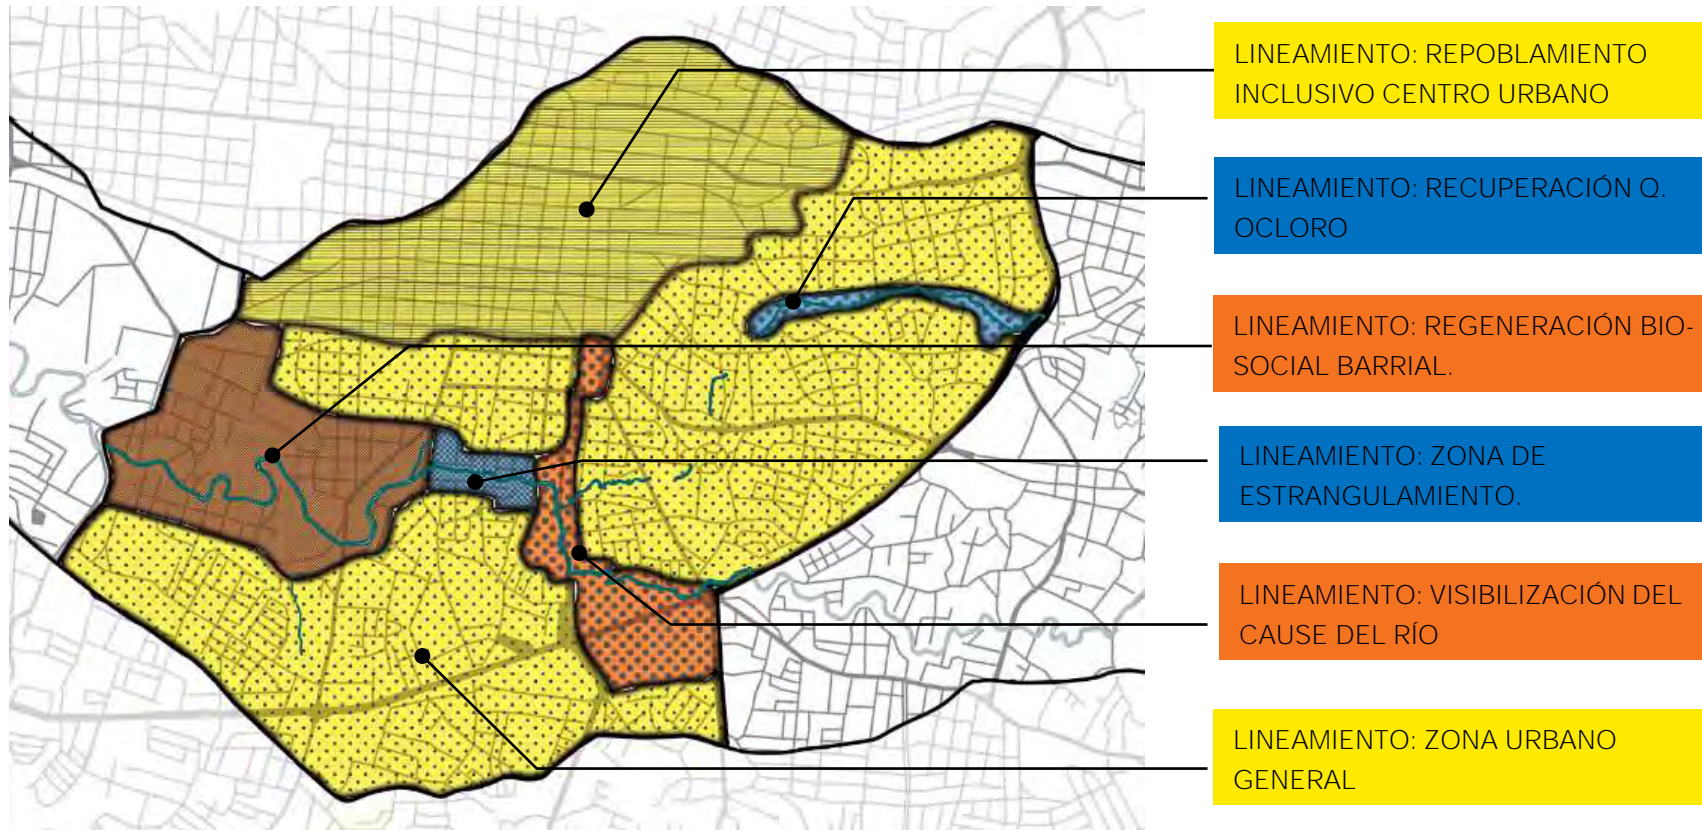 LINEAMIENTO: REPOBLAMIENTO
INCLUSIVO CENTRO URBANO
LINEAMIENTO: RECUPERACIÓN Q.
OCLORO
LINEAMIENTO: REGENERACIÓN BIO-
SOCIAL BARRIAL.
LINEAMIENTO: ZONA DE
ESTRANGULAMIENTO.
LINEAMIENTO: VISIBILIZACIÓN DEL
CAUSE DEL RÍO
LINEAMIENTO: ZONA URBANO
GENERAL